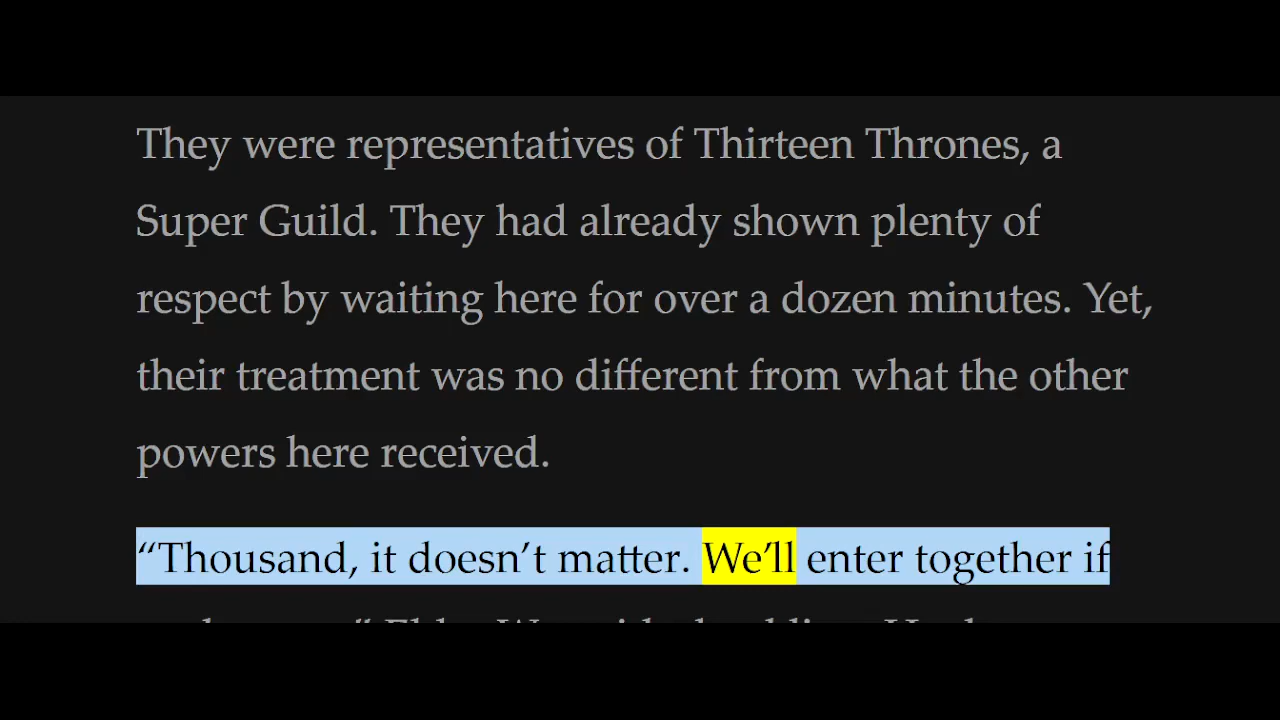 They were representatives of Thirteen Thrones, a
Super Guild. They had already shown plenty of
respect by waiting here for over a dozen minutes. Yet,
their treatment was no different from what the other
powers here received.
“Thousand, it doesn’t matter. We’ll enter together if